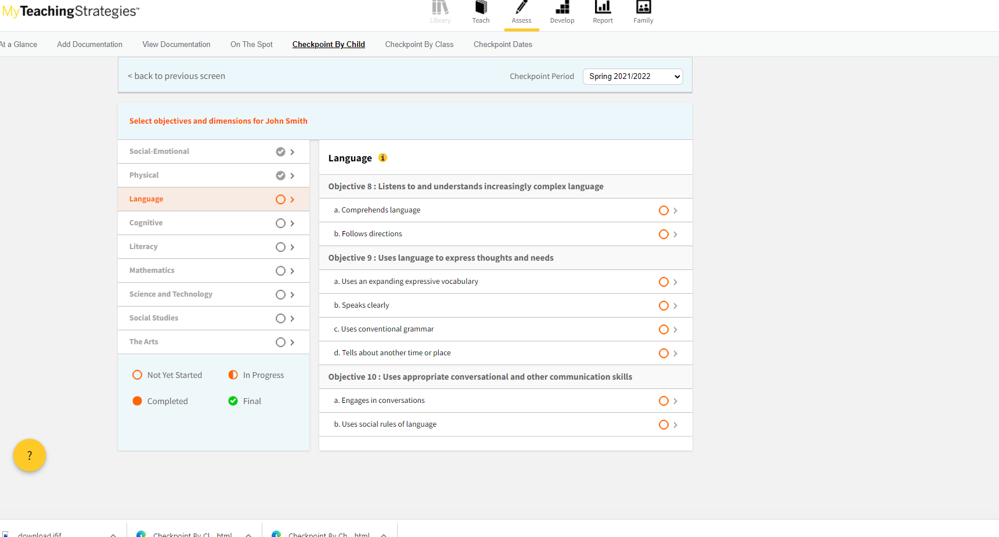 MyTeachingStrategies™
Library
Teach
Assess
Develop
Report
Family
At a Glance
Add Documentation
View Documentation
On The Spot
Checkpoint By Child
Checkpoint By Class
Checkpoint Dates
< back to previous screen
Checkpoint Period
Spring 2021/2022
Select objectives and dimensions for John Smith
Social-Emotional
Physical
Language
Cognitive
Literacy
Mathematics
Science and Technology
Social Studies
The Arts
Not Yet Started
In Progress
Completed
Final
Language i
Objective 8 : Listens to and understands increasingly complex language
a. Comprehends language
b. Follows directions
Objective 9 : Uses language to express thoughts and needs
a. Uses an expanding expressive vocabulary
b. Speaks clearly
c. Uses conventional grammar
d. Tells about another time or place
Objective 10 : Uses appropriate conversational and other communication skills
a. Engages in conversations
b. Uses social rules of language
?
download.jfif
Checkpoint By Cl....html
Checkpoint By Ch....html